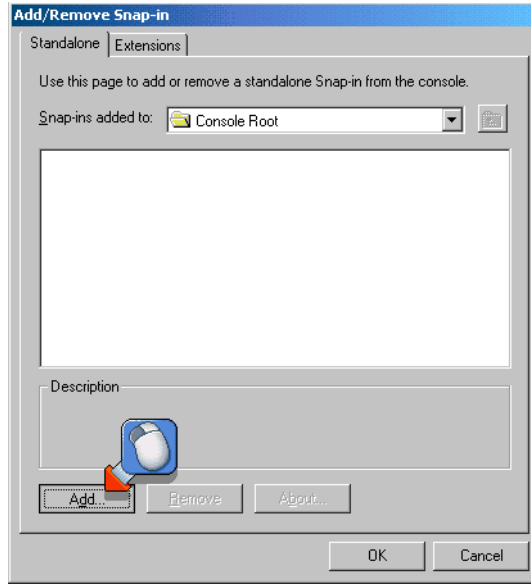 Add/Remove Snap-in
Standalone Extensions
Use this page to add or remove a standalone Snap-in from the console.
Snap-ins added to: Console Root
Description
Add... Remove About...
OK Cancel